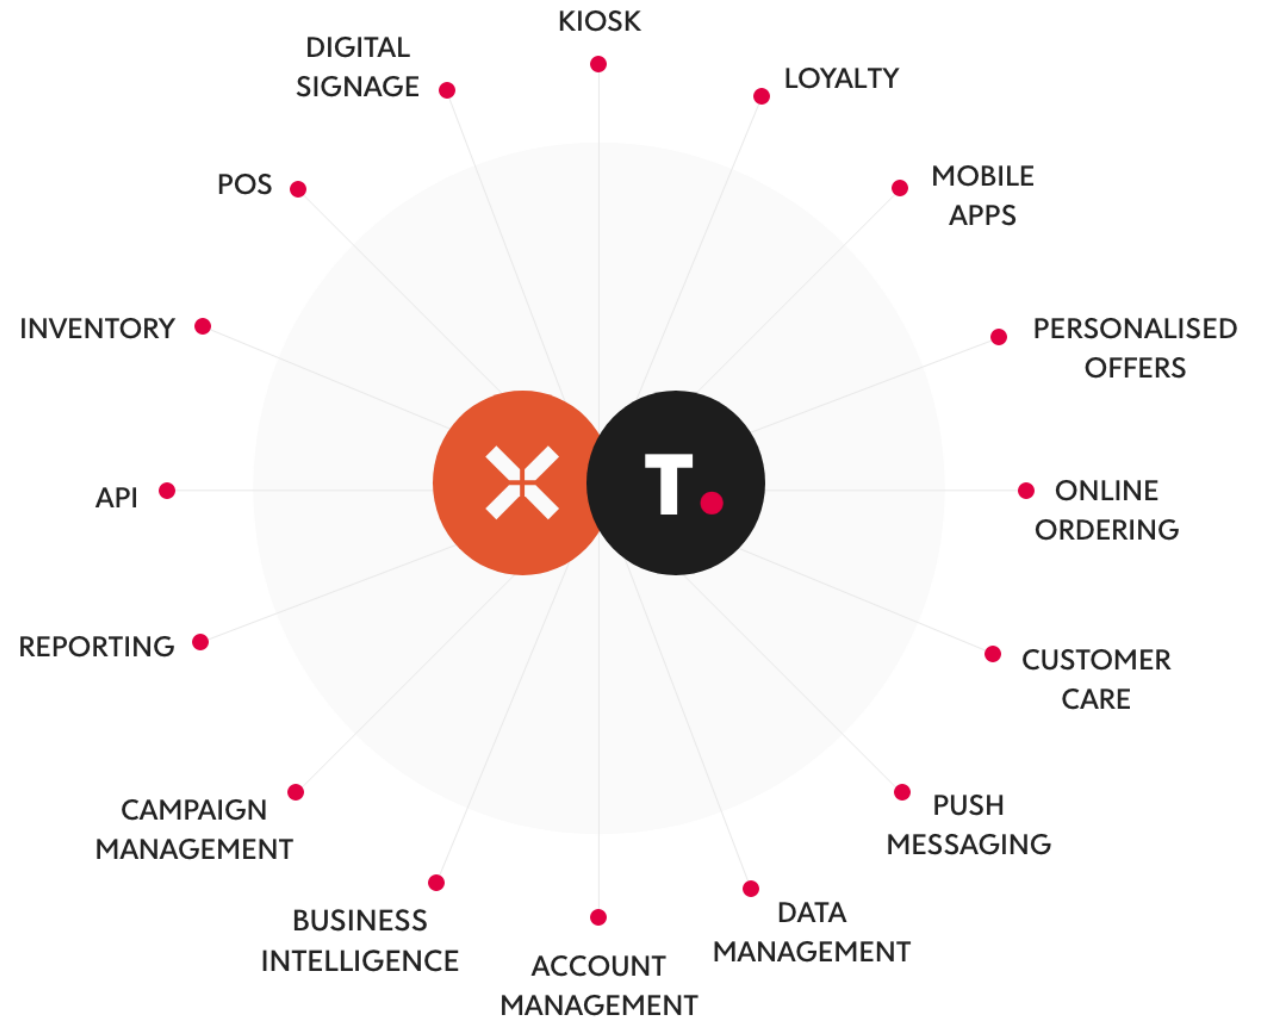 KIOSK
LOYALTY
MOBILE
APPS
PERSONALISED
OFFERS
ONLINE
ORDERING
CUSTOMER
CARE
PUSH
MESSAGING
DATA
MANAGEMENT
ACCOUNT
MANAGEMENT
BUSINESS
INTELLIGENCE
CAMPAIGN
MANAGEMENT
REPORTING
API
INVENTORY
POS
DIGITAL
SIGNAGE
T.